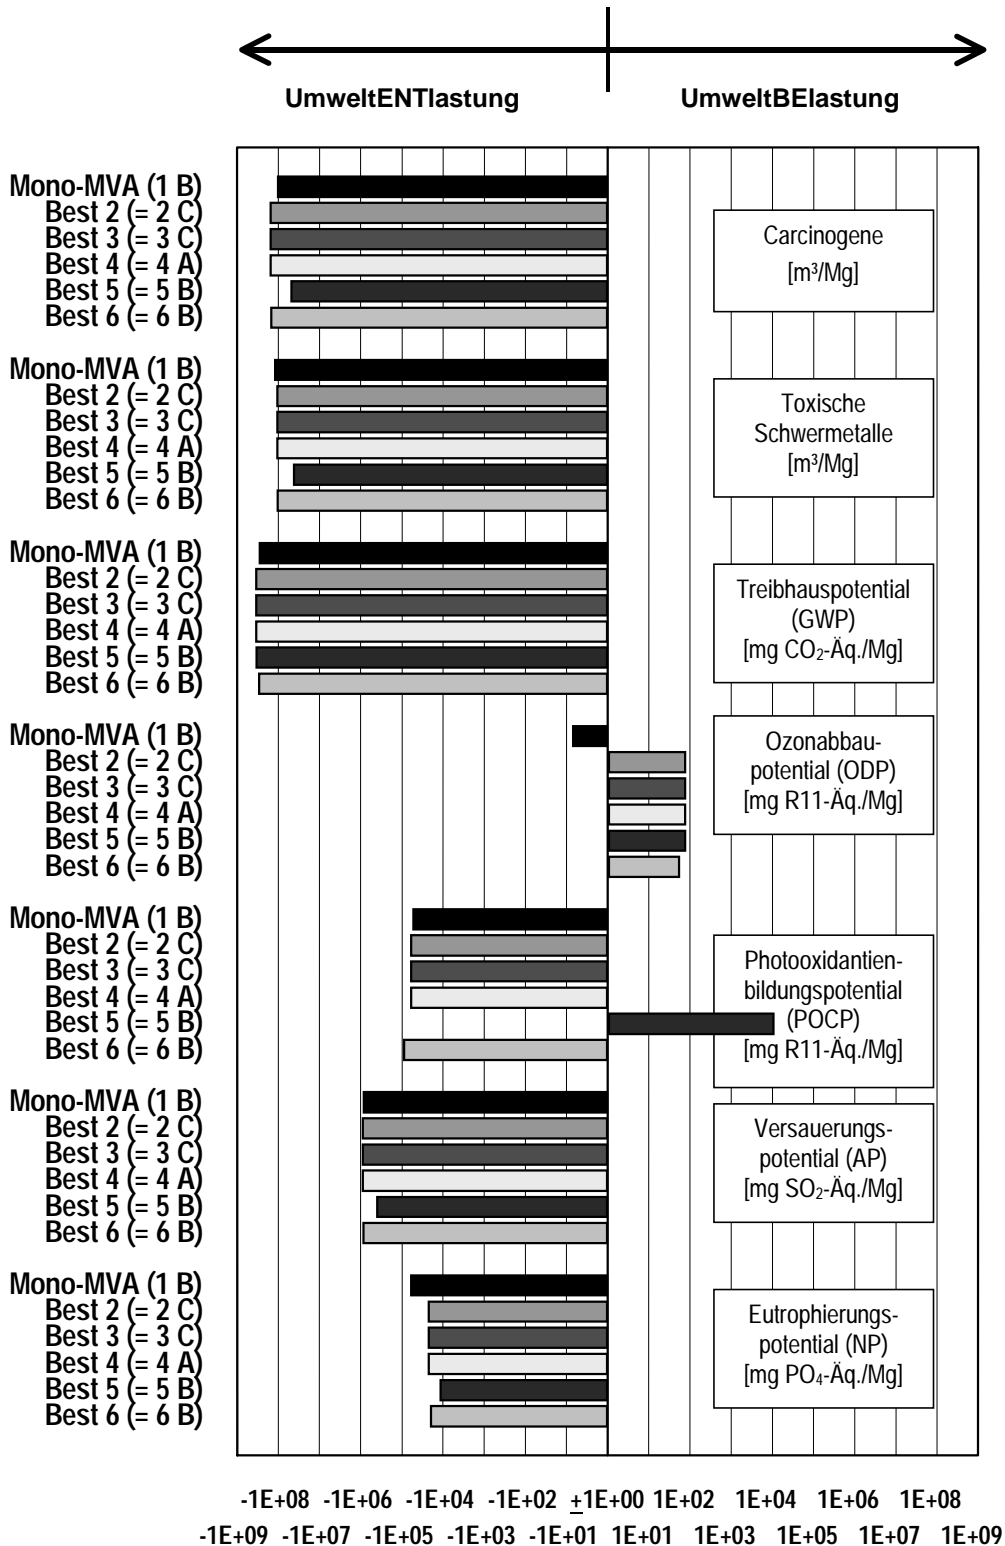 UmweltENTlastung UmweltBElastung
Mono-MVA (1 B)
Best 2 (= 2 C)
Best 3 (= 3 C)
Best 4 (= 4 A)
Best 5 (= 5 B)
Best 6 (= 6 B)
Carcinogene
[m³/Mg]
Mono-MVA (1 B)
Best 2 (= 2 C)
Best 3 (= 3 C)
Best 4 (= 4 A)
Best 5 (= 5 B)
Best 6 (= 6 B)
Toxische
Schwermetalle
[m³/Mg]
Mono-MVA (1 B)
Best 2 (= 2 C)
Best 3 (= 3 C)
Best 4 (= 4 A)
Best 5 (= 5 B)
Best 6 (= 6 B)
Treibhauspotential
(GWP)
[mg CO₂-Äq./Mg]
Mono-MVA (1 B)
Best 2 (= 2 C)
Best 3 (= 3 C)
Best 4 (= 4 A)
Best 5 (= 5 B)
Best 6 (= 6 B)
Ozonabbau-
potential (ODP)
[mg R11-Äq./Mg]
Mono-MVA (1 B)
Best 2 (= 2 C)
Best 3 (= 3 C)
Best 4 (= 4 A)
Best 5 (= 5 B)
Best 6 (= 6 B)
Photooxidantien-
bildungspotential
(POCP)
[mg R11-Äq./Mg]
Mono-MVA (1 B)
Best 2 (= 2 C)
Best 3 (= 3 C)
Best 4 (= 4 A)
Best 5 (= 5 B)
Best 6 (= 6 B)
Versauerungs-
potential (AP)
[mg SO₂-Äq./Mg]
Mono-MVA (1 B)
Best 2 (= 2 C)
Best 3 (= 3 C)
Best 4 (= 4 A)
Best 5 (= 5 B)
Best 6 (= 6 B)
Eutrophierungs-
potential (NP)
[mg PO₄-Äq./Mg]
-1E+08 -1E+06 -1E+04 -1E+02 ±1E+00 1E+02 1E+04 1E+06 1E+08
-1E+09 -1E+07 -1E+05 -1E+03 -1E+01 1E+01 1E+03 1E+05 1E+07 1E+09